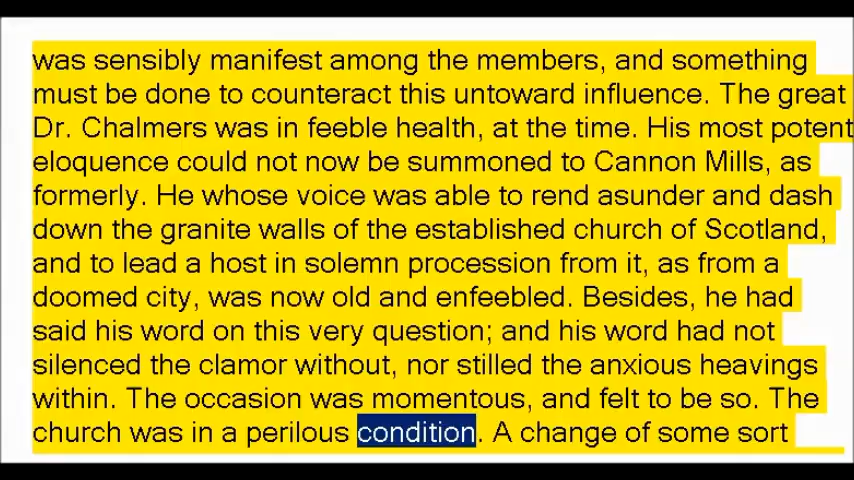 was sensibly manifest among the members, and something
must be done to counteract this untoward influence. The great
Dr. Chalmers was in feeble health, at the time. His most potent
eloquence could not now be summoned to Cannon Mills, as
formerly. He whose voice was able to rend asunder and dash
down the granite walls of the established church of Scotland,
and to lead a host in solemn procession from it, as from a
doomed city, was now old and enfeebled. Besides, he had
said his word on this very question; and his word had not
silenced the clamor without, nor stilled the anxious heavings
within. The occasion was momentous, and felt to be so. The
church was in a perilous condition. A change of some sort